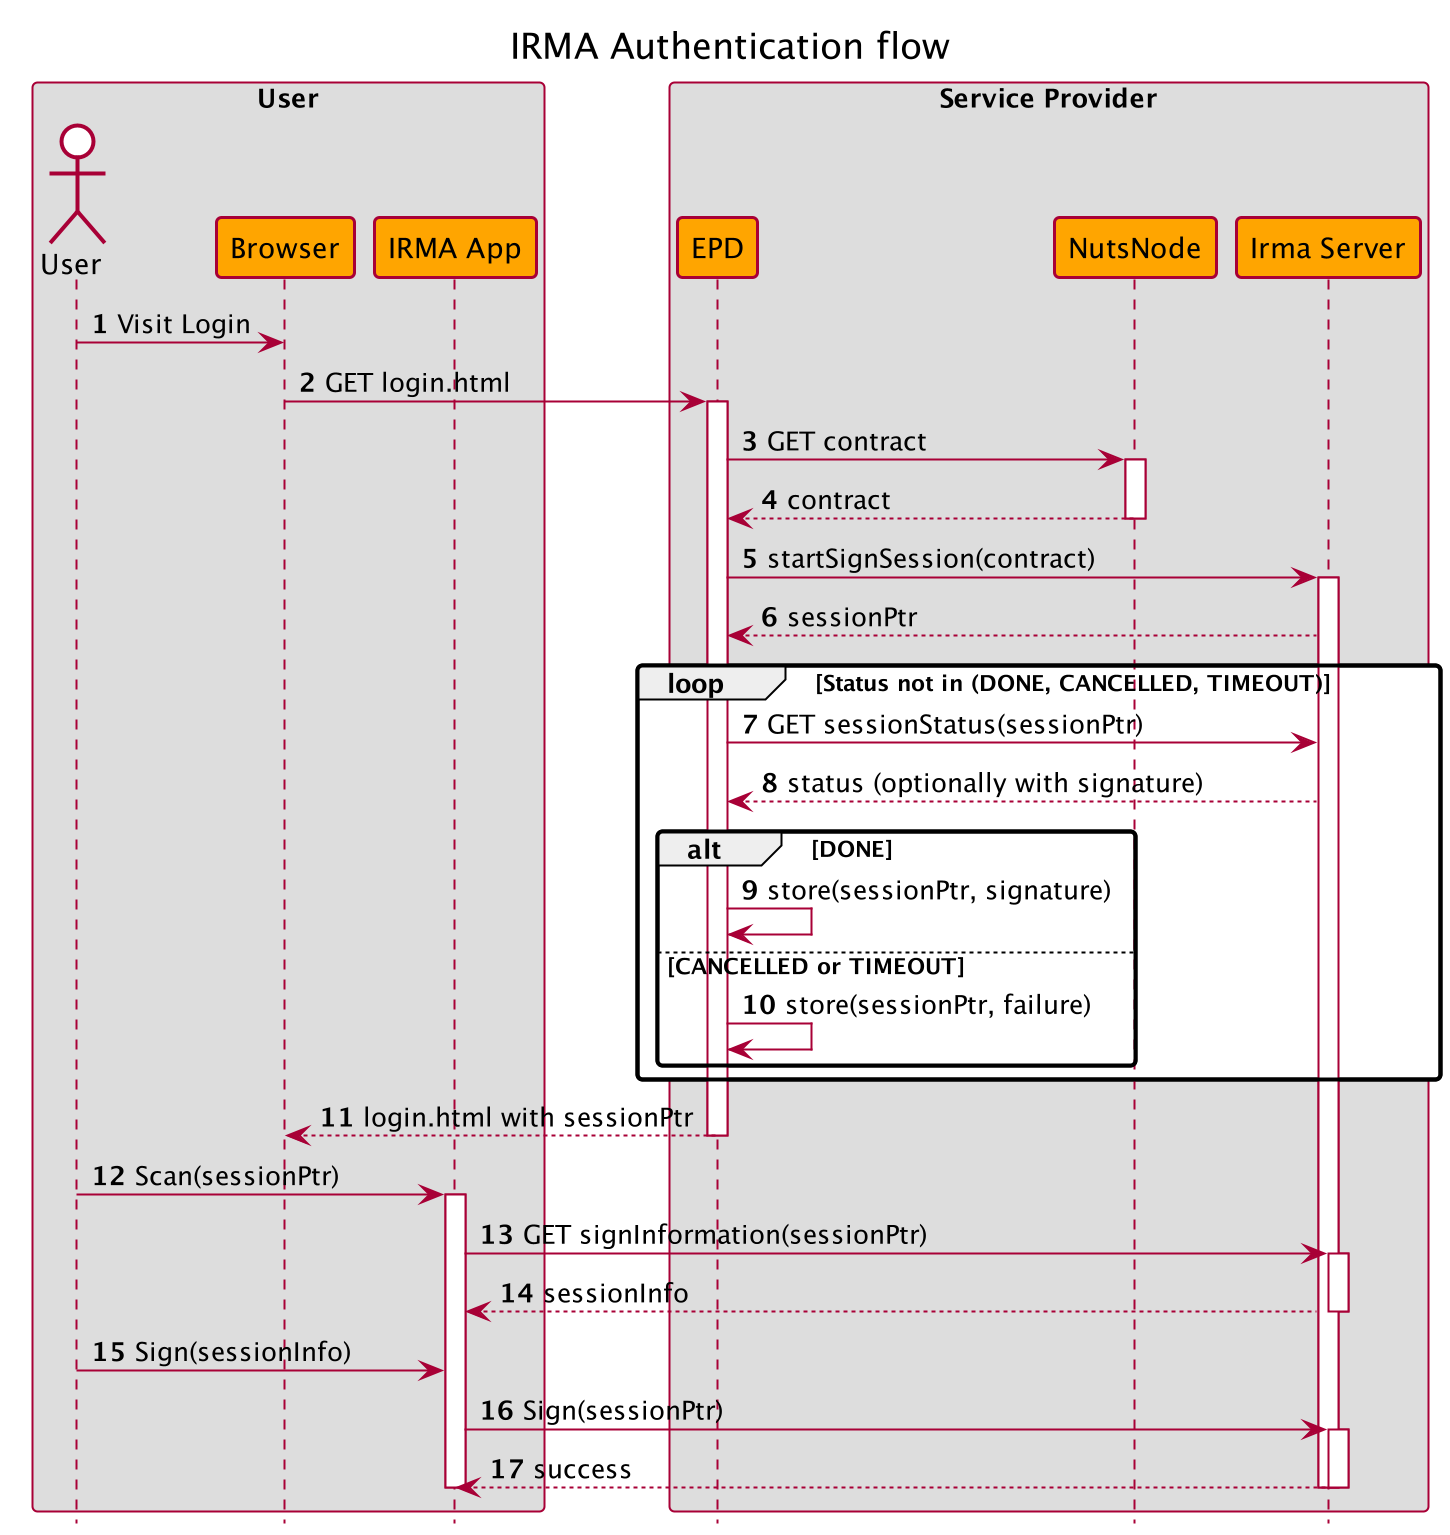 IRMA Authentication flow
User
Service Provider
User
Browser
IRMA App
EPD
NutsNode
Irma Server
1 Visit Login
2 GET login.html
3 GET contract
4 contract
5 startSignSession(contract)
6 sessionPtr
loop [Status not in (DONE, CANCELLED, TIMEOUT)]
7 GET sessionStatus(sessionPtr)
8 status (optionally with signature)
alt [DONE]
9 store(sessionPtr, signature)
[CANCELLED or TIMEOUT]
10 store(sessionPtr, failure)
11 login.html with sessionPtr
12 Scan(sessionPtr)
13 GET signInformation(sessionPtr)
14 sessionInfo
15 Sign(sessionInfo)
16 Sign(sessionPtr)
17 success